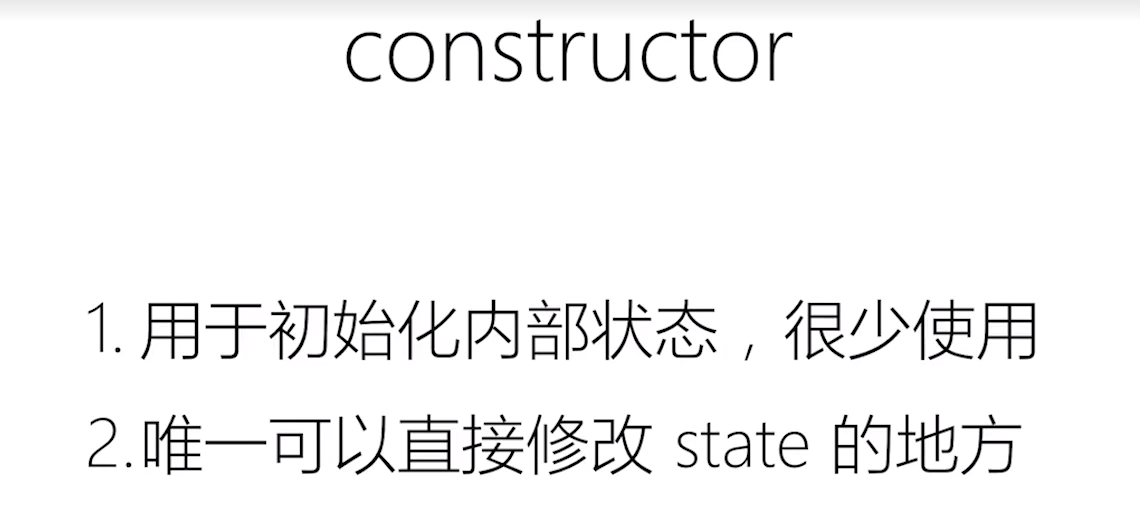 constructor
1. 用于初始化内部状态，很少使用
2.唯一可以直接修改 state 的地方